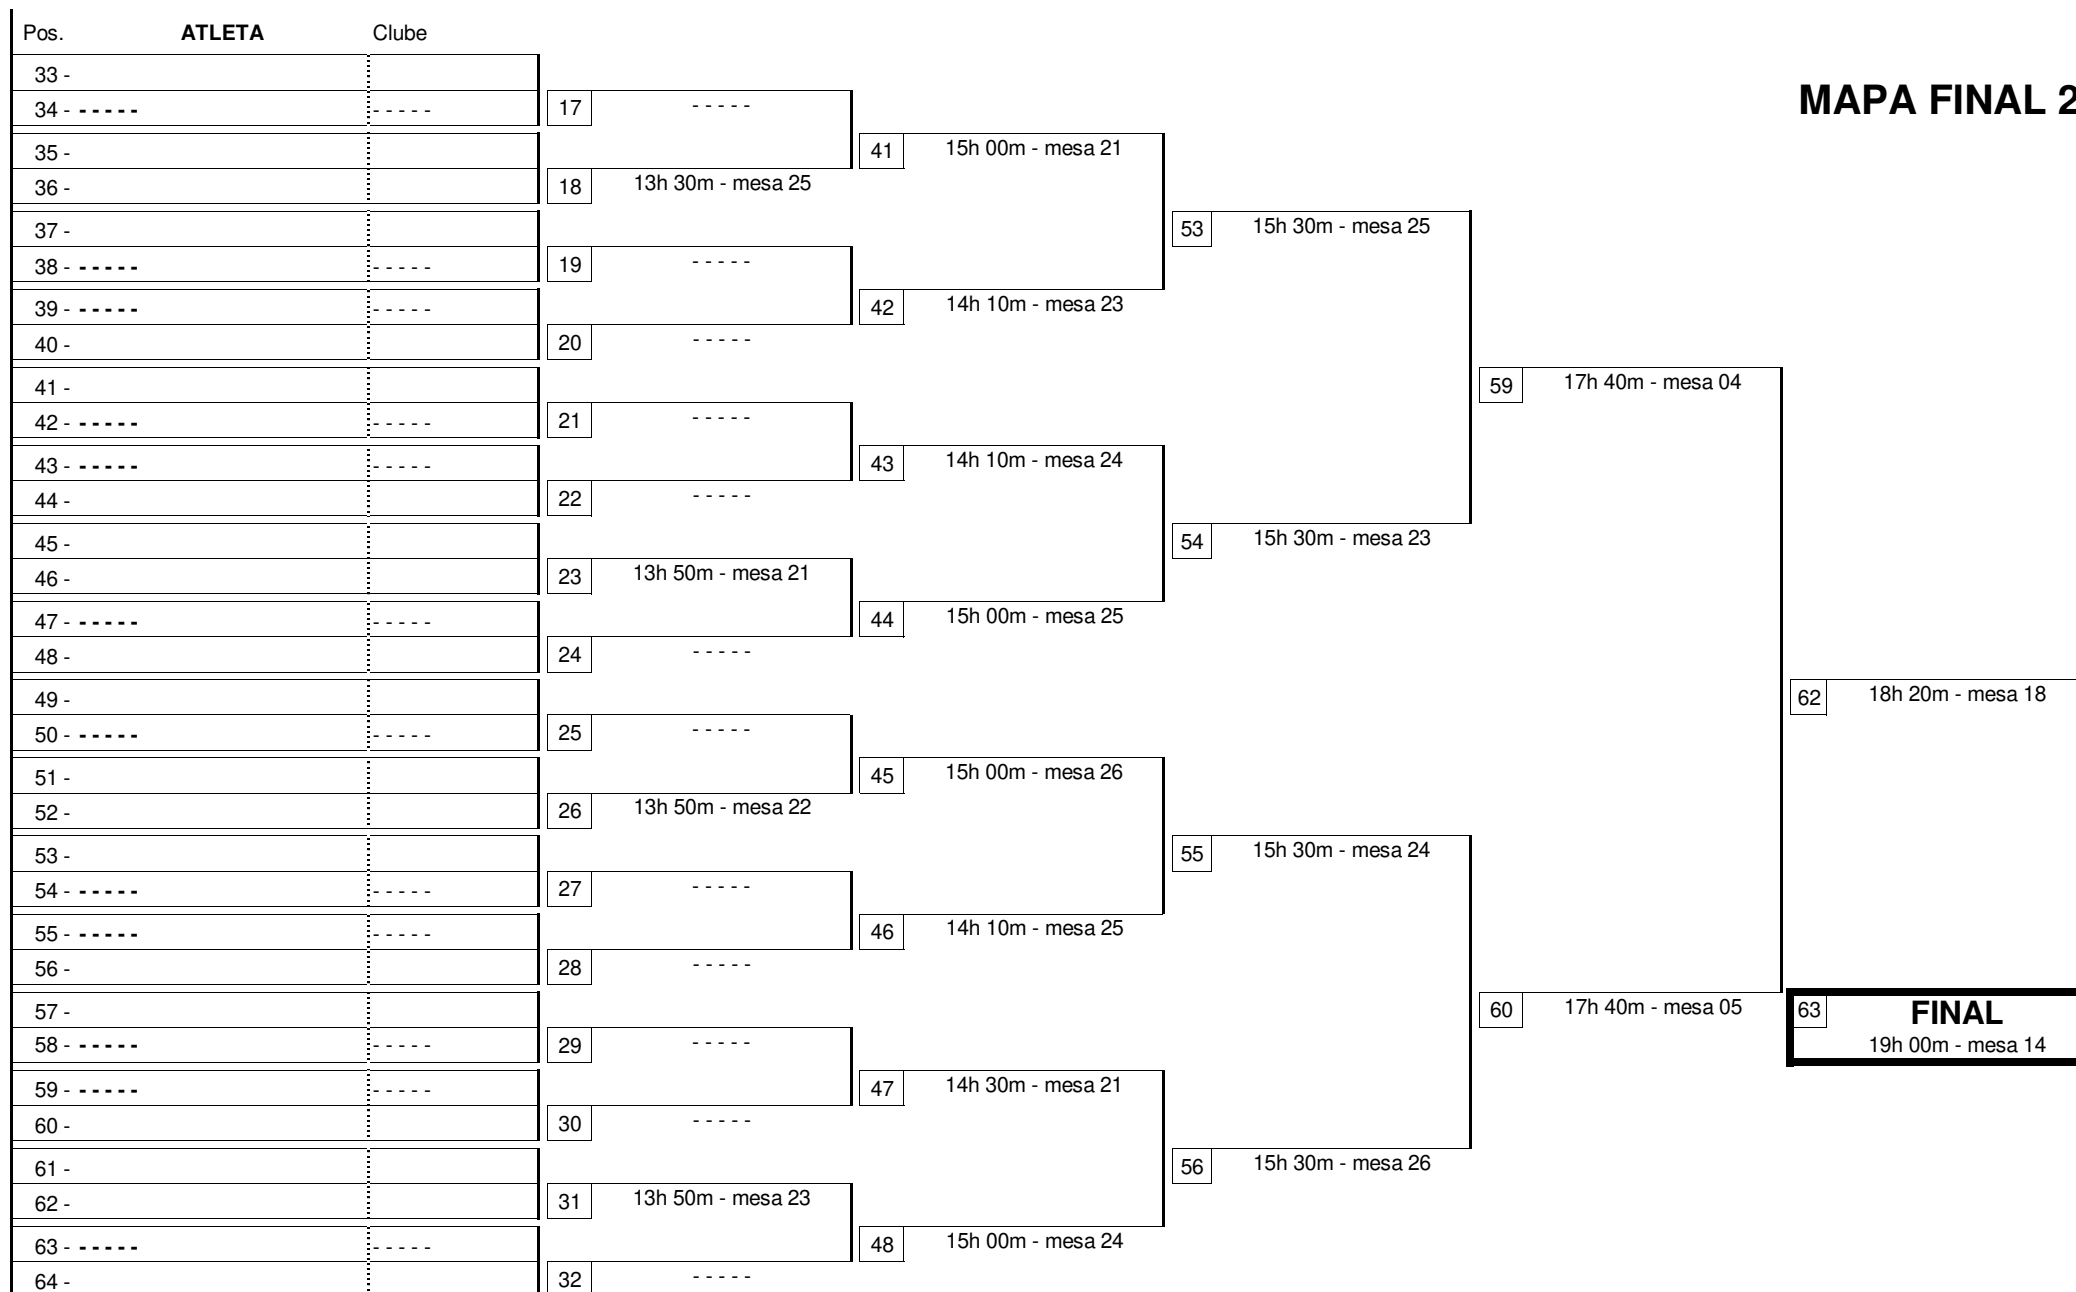 Pos. ATLETA Clube
33 -
MAPA FINAL 2
34 - - - - - - - - - - - 17 - - - - -
35 - 41 15h 00m - mesa 21
36 - 18 13h 30m - mesa 25
37 - 53 15h 30m - mesa 25
38 - - - - - - - - - - - 19 - - - - -
39 - - - - - - - - - - - 42 14h 10m - mesa 23
40 - 20 - - - - -
41 - 59 17h 40m - mesa 04
42 - - - - - - - - - - - 21 - - - - -
43 - - - - - - - - - - - 43 14h 10m - mesa 24
44 - 22 - - - - -
45 - 54 15h 30m - mesa 23
46 - 23 13h 50m - mesa 21
47 - - - - - - - - - - - 44 15h 00m - mesa 25
48 - 24 - - - - -
49 - 62 18h 20m - mesa 18
50 - - - - - - - - - - - 25 - - - - -
51 - 45 15h 00m - mesa 26
52 - 26 13h 50m - mesa 22
53 - 55 15h 30m - mesa 24
54 - - - - - - - - - - - 27 - - - - -
55 - - - - - - - - - - - 46 14h 10m - mesa 25
56 - 28 - - - - -
57 - 60 17h 40m - mesa 05 63 FINAL
58 - - - - - - - - - - - 29 - - - - - 19h 00m - mesa 14
59 - - - - - - - - - - - 47 14h 30m - mesa 21
60 - 30 - - - - -
61 - 56 15h 30m - mesa 26
62 - 31 13h 50m - mesa 23
63 - - - - - - - - - - - 48 15h 00m - mesa 24
64 - 32 - - - - -